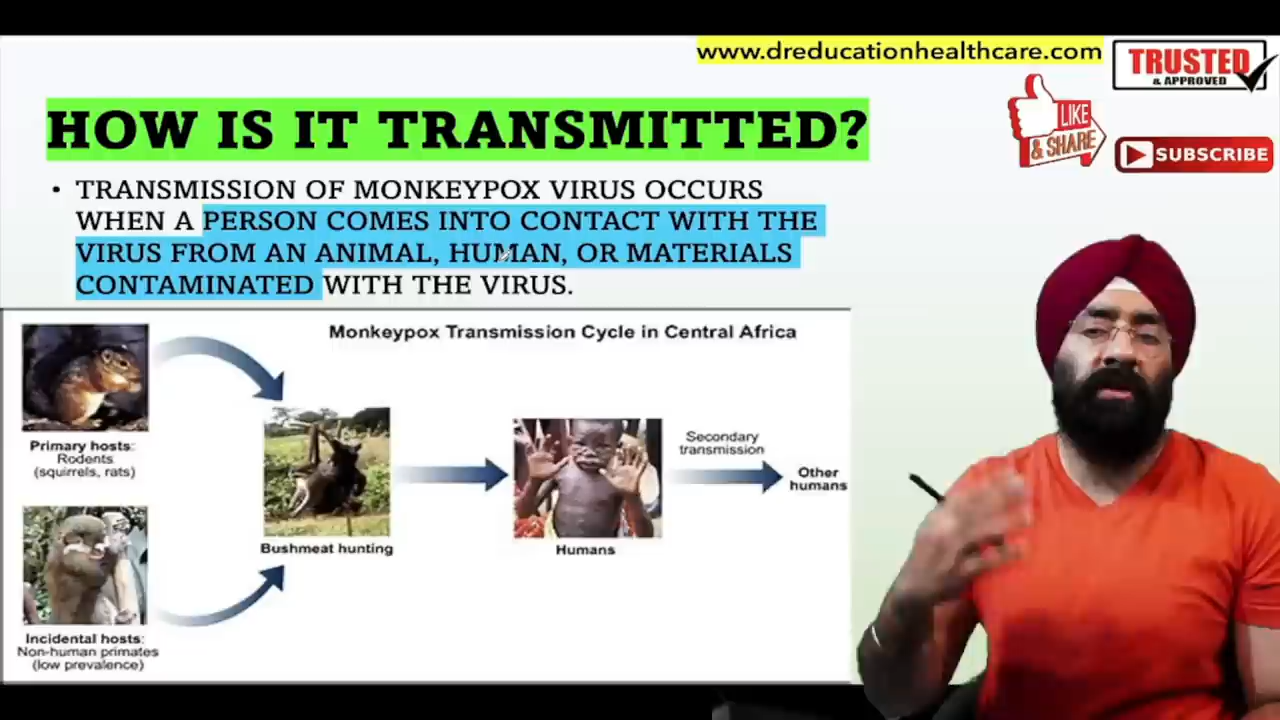 www.dreducationhealthcare.com
TRUSTED
& APPROVED
LIKE
& SHARE
SUBSCRIBE
HOW IS IT TRANSMITTED?
• TRANSMISSION OF MONKEYPOX VIRUS OCCURS
WHEN A PERSON COMES INTO CONTACT WITH THE
VIRUS FROM AN ANIMAL, HUMAN, OR MATERIALS
CONTAMINATED WITH THE VIRUS.
Monkeypox Transmission Cycle in Central Africa
Primary hosts:
Rodents
(squirrels, rats)
Bushmeat hunting
Humans
Secondary
transmission
Other
humans
Incidental hosts:
Non-human primates
(low prevalence)